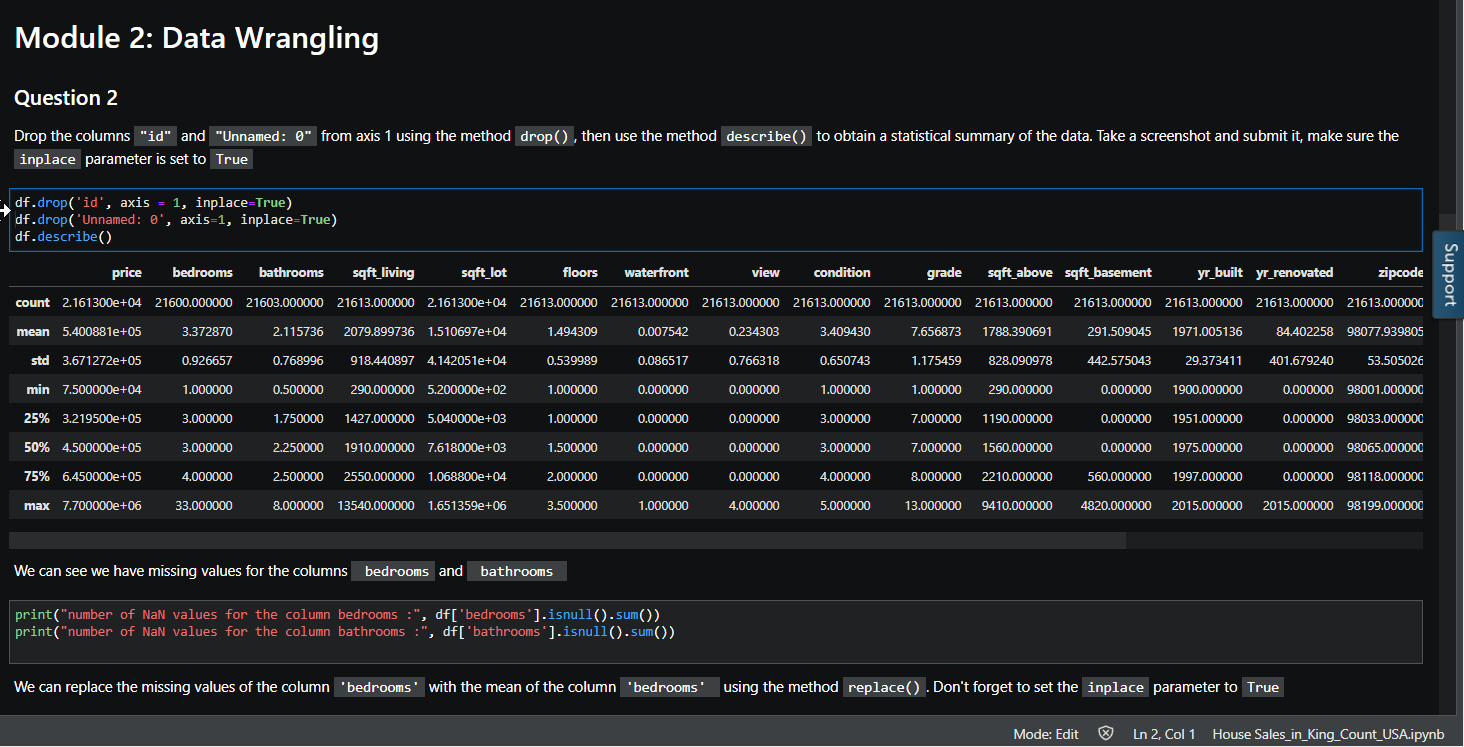 Module 2: Data Wrangling
Question 2
Drop the columns "id" and "Unnamed: 0" from axis 1 using the method drop(), then use the method describe() to obtain a statistical summary of the data. Take a screenshot and submit it, make sure the
inplace parameter is set to True
df.drop('id', axis = 1, inplace=True)
df.drop('Unnamed: 0', axis=1, inplace=True)
df.describe()
price bedrooms bathrooms sqft_living sqft_lot floors waterfront view condition grade sqft_above sqft_basement yr_built yr_renovated zipcode
count 2.161300e+04 21600.000000 21603.000000 21613.000000 2.161300e+04 21613.000000 21613.000000 21613.000000 21613.000000 21613.000000 21613.000000 21613.000000 21613.000000 21613.000000 21613.000000
mean 5.400881e+05 3.372870 2.115736 2079.899736 1.510697e+04 1.494309 0.007542 0.234303 3.409430 7.656873 1788.390691 291.509045 1971.005136 84.402258 98077.939805
std 3.671272e+05 0.926657 0.768996 918.440897 4.142051e+04 0.539989 0.086517 0.766318 0.650743 1.175459 828.090978 442.575043 29.373411 401.679240 53.505026
min 7.500000e+04 1.000000 0.500000 290.000000 5.200000e+02 1.000000 0.000000 0.000000 1.000000 1.000000 290.000000 0.000000 1900.000000 0.000000 98001.000000
25% 3.219500e+05 3.000000 1.750000 1427.000000 5.040000e+03 1.000000 0.000000 0.000000 3.000000 7.000000 1190.000000 0.000000 1951.000000 0.000000 98033.000000
50% 4.500000e+05 3.000000 2.250000 1910.000000 7.618000e+03 1.500000 0.000000 0.000000 3.000000 7.000000 1560.000000 0.000000 1975.000000 0.000000 98065.000000
75% 6.450000e+05 4.000000 2.500000 2550.000000 1.068800e+04 2.000000 0.000000 0.000000 4.000000 8.000000 2210.000000 560.000000 1997.000000 0.000000 98118.000000
max 7.700000e+06 33.000000 8.000000 13540.000000 1.651359e+06 3.500000 1.000000 4.000000 5.000000 13.000000 9410.000000 4820.000000 2015.000000 2015.000000 98199.000000
Support
We can see we have missing values for the columns bedrooms and bathrooms
print("number of NaN values for the column bedrooms :", df['bedrooms'].isnull().sum())
print("number of NaN values for the column bathrooms :", df['bathrooms'].isnull().sum())
We can replace the missing values of the column 'bedrooms' with the mean of the column 'bedrooms' using the method replace(). Don't forget to set the inplace parameter to True
Mode: Edit Ln 2, Col 1 House Sales_in_King_Count_USA.ipynb